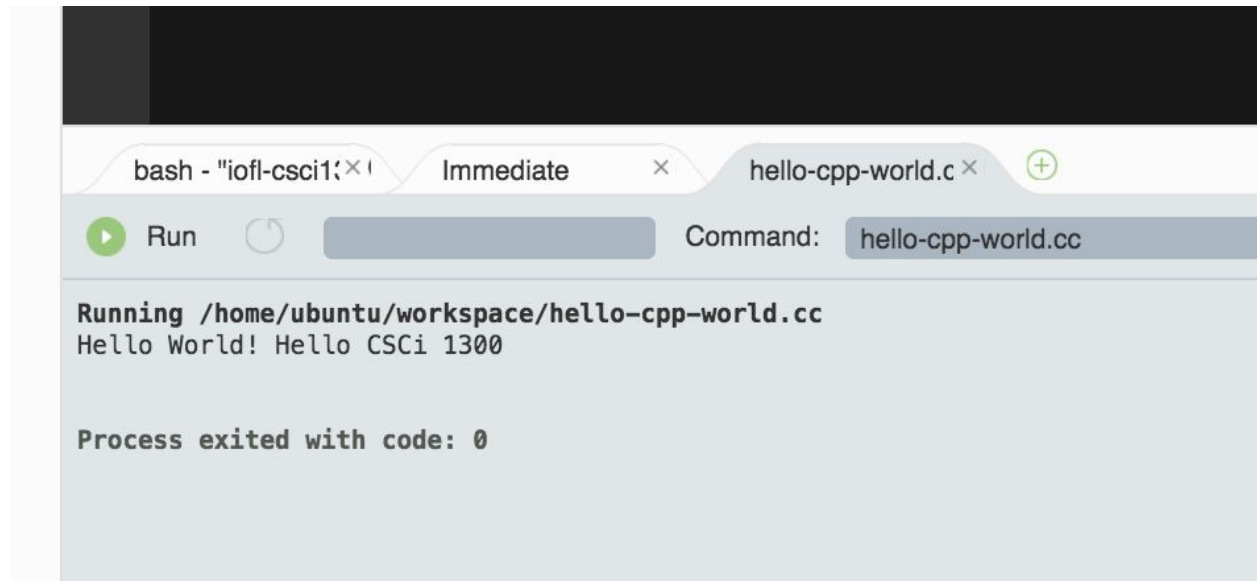 bash - "iofl-csci1
Immediate
hello-cpp-world.c
Run
Command:
hello-cpp-world.cc
Running /home/ubuntu/workspace/hello-cpp-world.cc
Hello World! Hello CSCi 1300
Process exited with code: 0